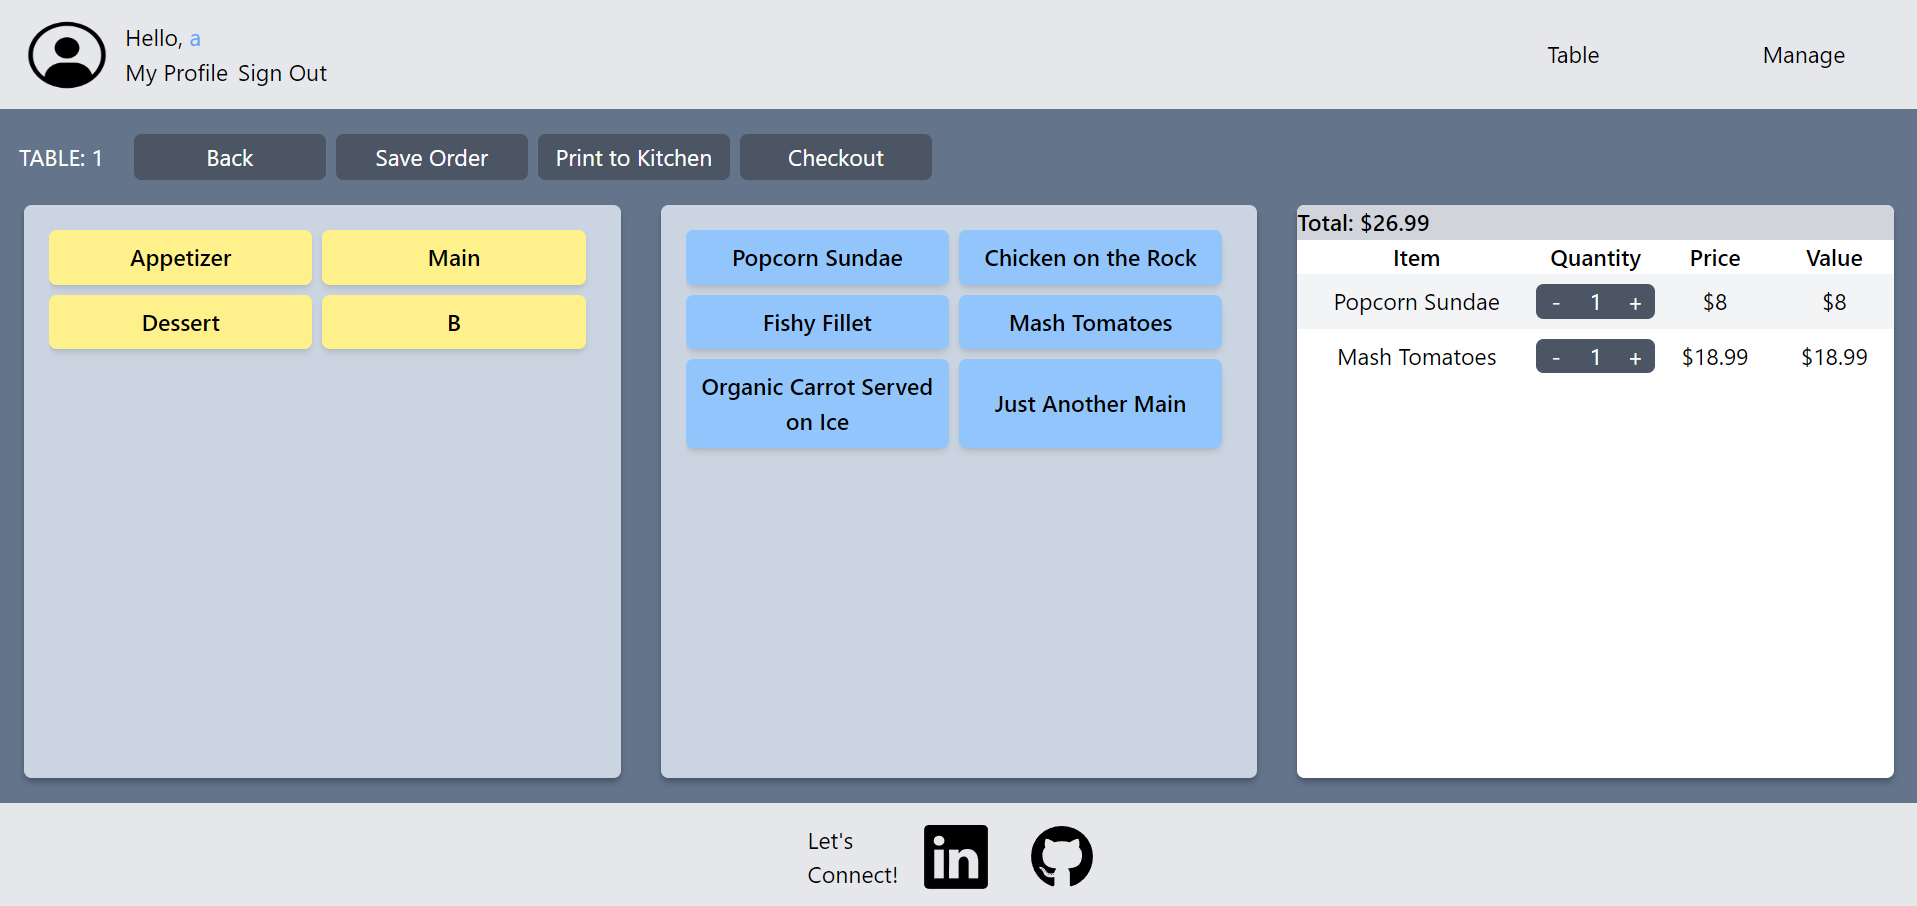 Hello, a
My Profile Sign Out
Table Manage
TABLE: 1 Back Save Order Print to Kitchen Checkout
Appetizer Main
Dessert B
Popcorn Sundae Chicken on the Rock
Fishy Fillet Mash Tomatoes
Organic Carrot Served
on Ice
Just Another Main
Total: $26.99
Item Quantity Price Value
Popcorn Sundae - 1 + $8 $8
Mash Tomatoes - 1 + $18.99 $18.99
Let's
Connect!
in